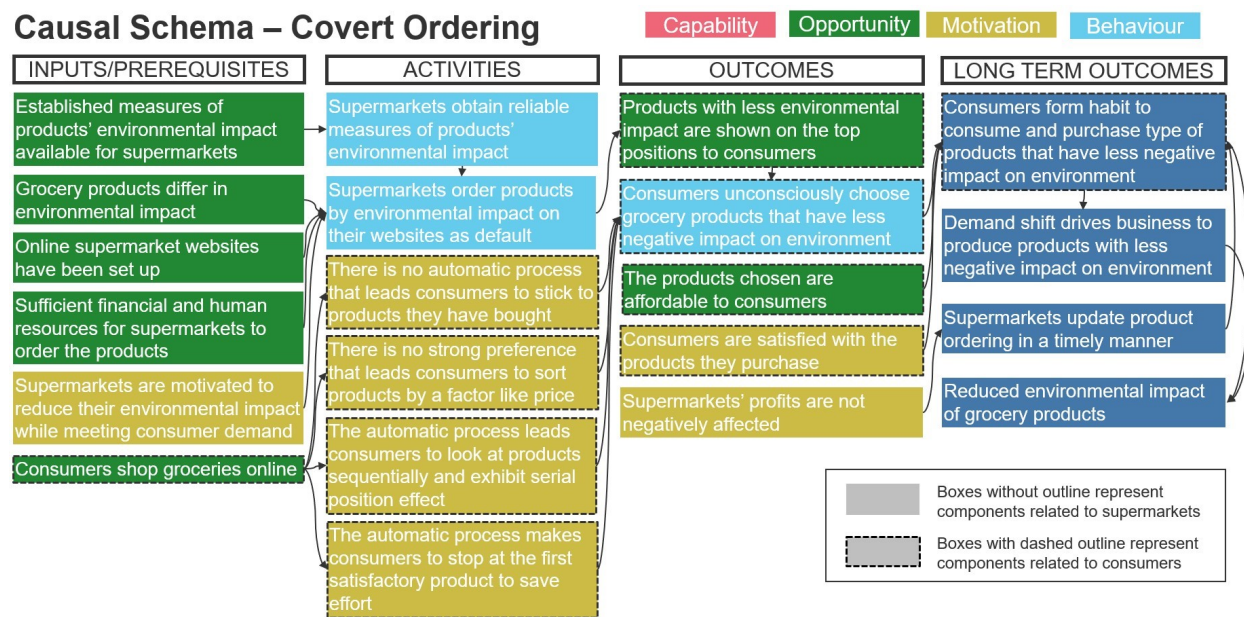 Causal Schema – Covert Ordering
Capability
Opportunity
Motivation
Behaviour
INPUTS/PREREQUISITES
Established measures of
products' environmental impact
available for supermarkets
Grocery products differ in
environmental impact
Online supermarket websites
have been set up
Sufficient financial and human
resources for supermarkets to
order the products
Supermarkets are motivated to
reduce their environmental impact
while meeting consumer demand
Consumers shop groceries online
ACTIVITIES
Supermarkets obtain reliable
measures of products'
environmental impact
Supermarkets order products
by environmental impact on
their websites as default
There is no automatic process
that leads consumers to stick to
products they have bought
There is no strong preference
that leads consumers to sort
products by a factor like price
The automatic process leads
consumers to look at products
sequentially and exhibit serial
position effect
The automatic process makes
consumers to stop at the first
satisfactory product to save
effort
OUTCOMES
Products with less environmental
impact are shown on the top
positions to consumers
Consumers unconsciously choose
grocery products that have less
negative impact on environment
The products chosen are
affordable to consumers
Consumers are satisfied with the
products they purchase
Supermarkets' profits are not
negatively affected
LONG TERM OUTCOMES
Consumers form habit to
consume and purchase type of
products that have less negative
impact on environment
Demand shift drives business to
produce products with less
negative impact on environment
Supermarkets update product
ordering in a timely manner
Reduced environmental impact
of grocery products
Boxes without outline represent
components related to supermarkets
Boxes with dashed outline represent
components related to consumers